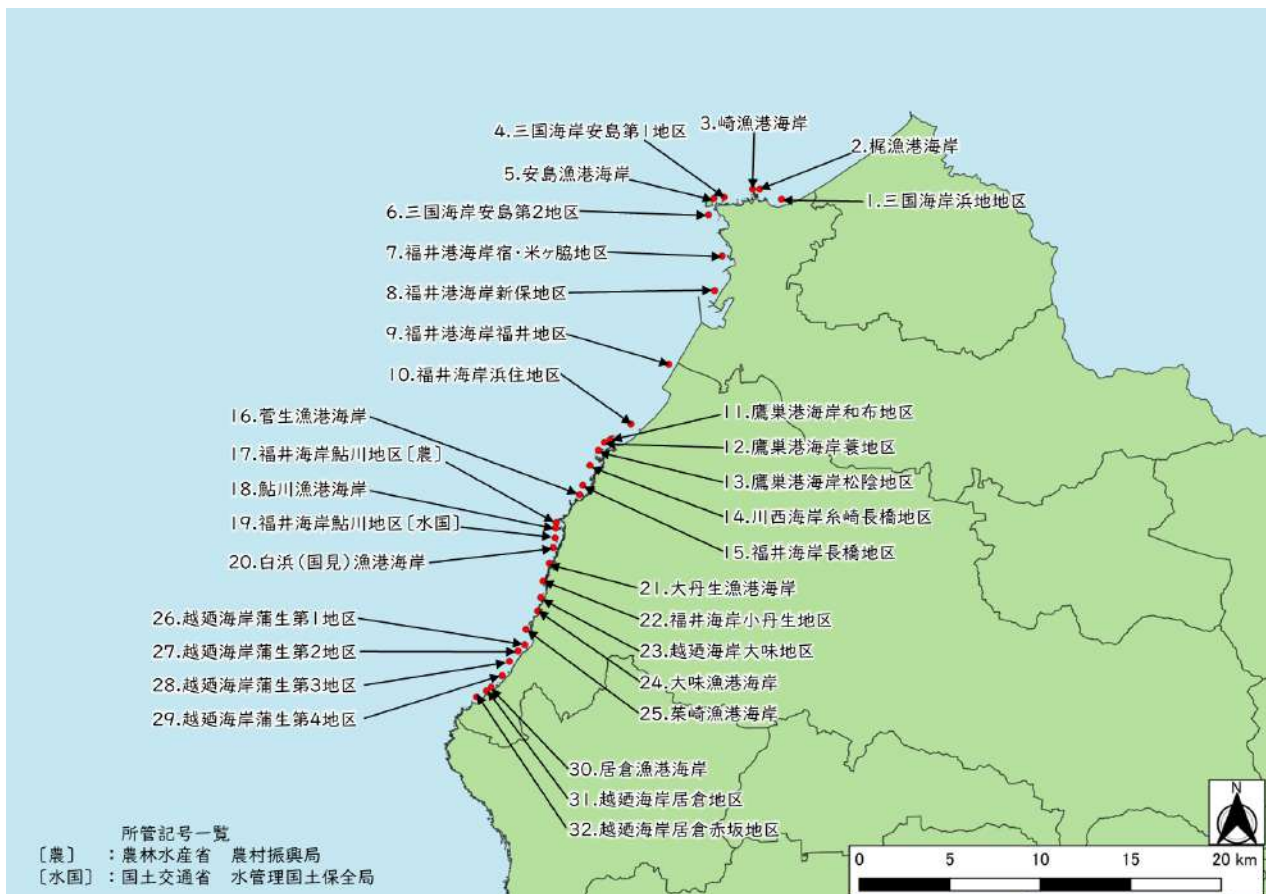 3.崎漁港海岸
4.三国海岸安島第1地区
2.梶漁港海岸
5.安島漁港海岸
1.三国海岸浜地地区
6.三国海岸安島第2地区
7.福井港海岸宿・米ヶ脇地区
8.福井港海岸新保地区
9.福井港海岸福井地区
10.福井海岸浜住地区
16.菅生漁港海岸
11.鷹巣港海岸和布地区
17.福井海岸鮎川地区[農]
12.鷹巣港海岸蓑地区
18.鮎川漁港海岸
13.鷹巣港海岸松陰地区
19.福井海岸鮎川地区[水国]
14.川西海岸糸崎長橋地区
20.白浜(国見)漁港海岸
15.福井海岸長橋地区
21.大丹生漁港海岸
26.越廼海岸蒲生第1地区
22.福井海岸小丹生地区
27.越廼海岸蒲生第2地区
23.越廼海岸大味地区
28.越廼海岸蒲生第3地区
24.大味漁港海岸
29.越廼海岸蒲生第4地区
25.茱崎漁港海岸
30.居倉漁港海岸
31.越廼海岸居倉地区
32.越廼海岸居倉赤坂地区
所管記号一覧
[農] :農林水産省 農村振興局
[水国] :国土交通省 水管理国土保全局
N
0 5 10 15 20 km